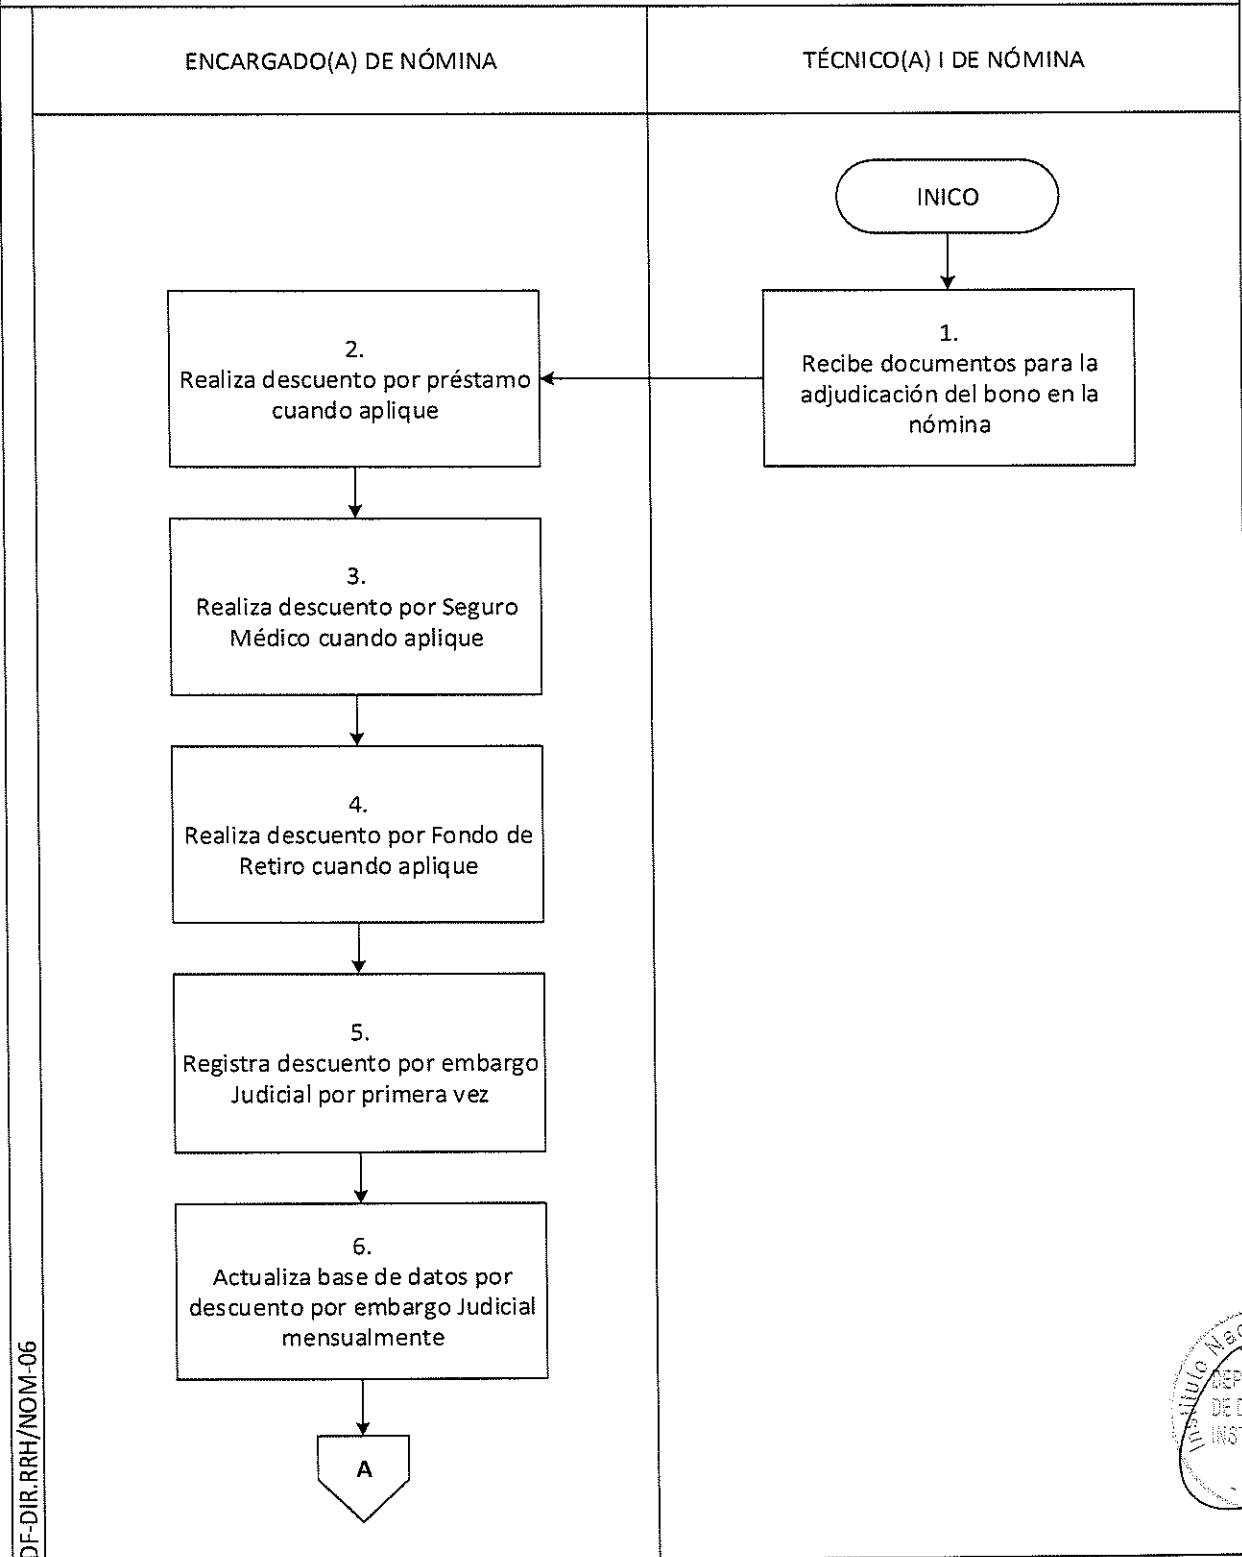 ENCARGADO(A) DE NÓMINA
TÉCNICO(A) I DE NÓMINA
INICO
1.
Recibe documentos para la
adjudicación del bono en la
nómina
2.
Realiza descuento por préstamo
cuando aplique
3.
Realiza descuento por Seguro
Médico cuando aplique
4.
Realiza descuento por Fondo de
Retiro cuando aplique
5.
Registra descuento por embargo
Judicial por primera vez
6.
Actualiza base de datos por
descuento por embargo Judicial
mensualmente
A
DF-DIR.RRH/NOM-06
Instituto